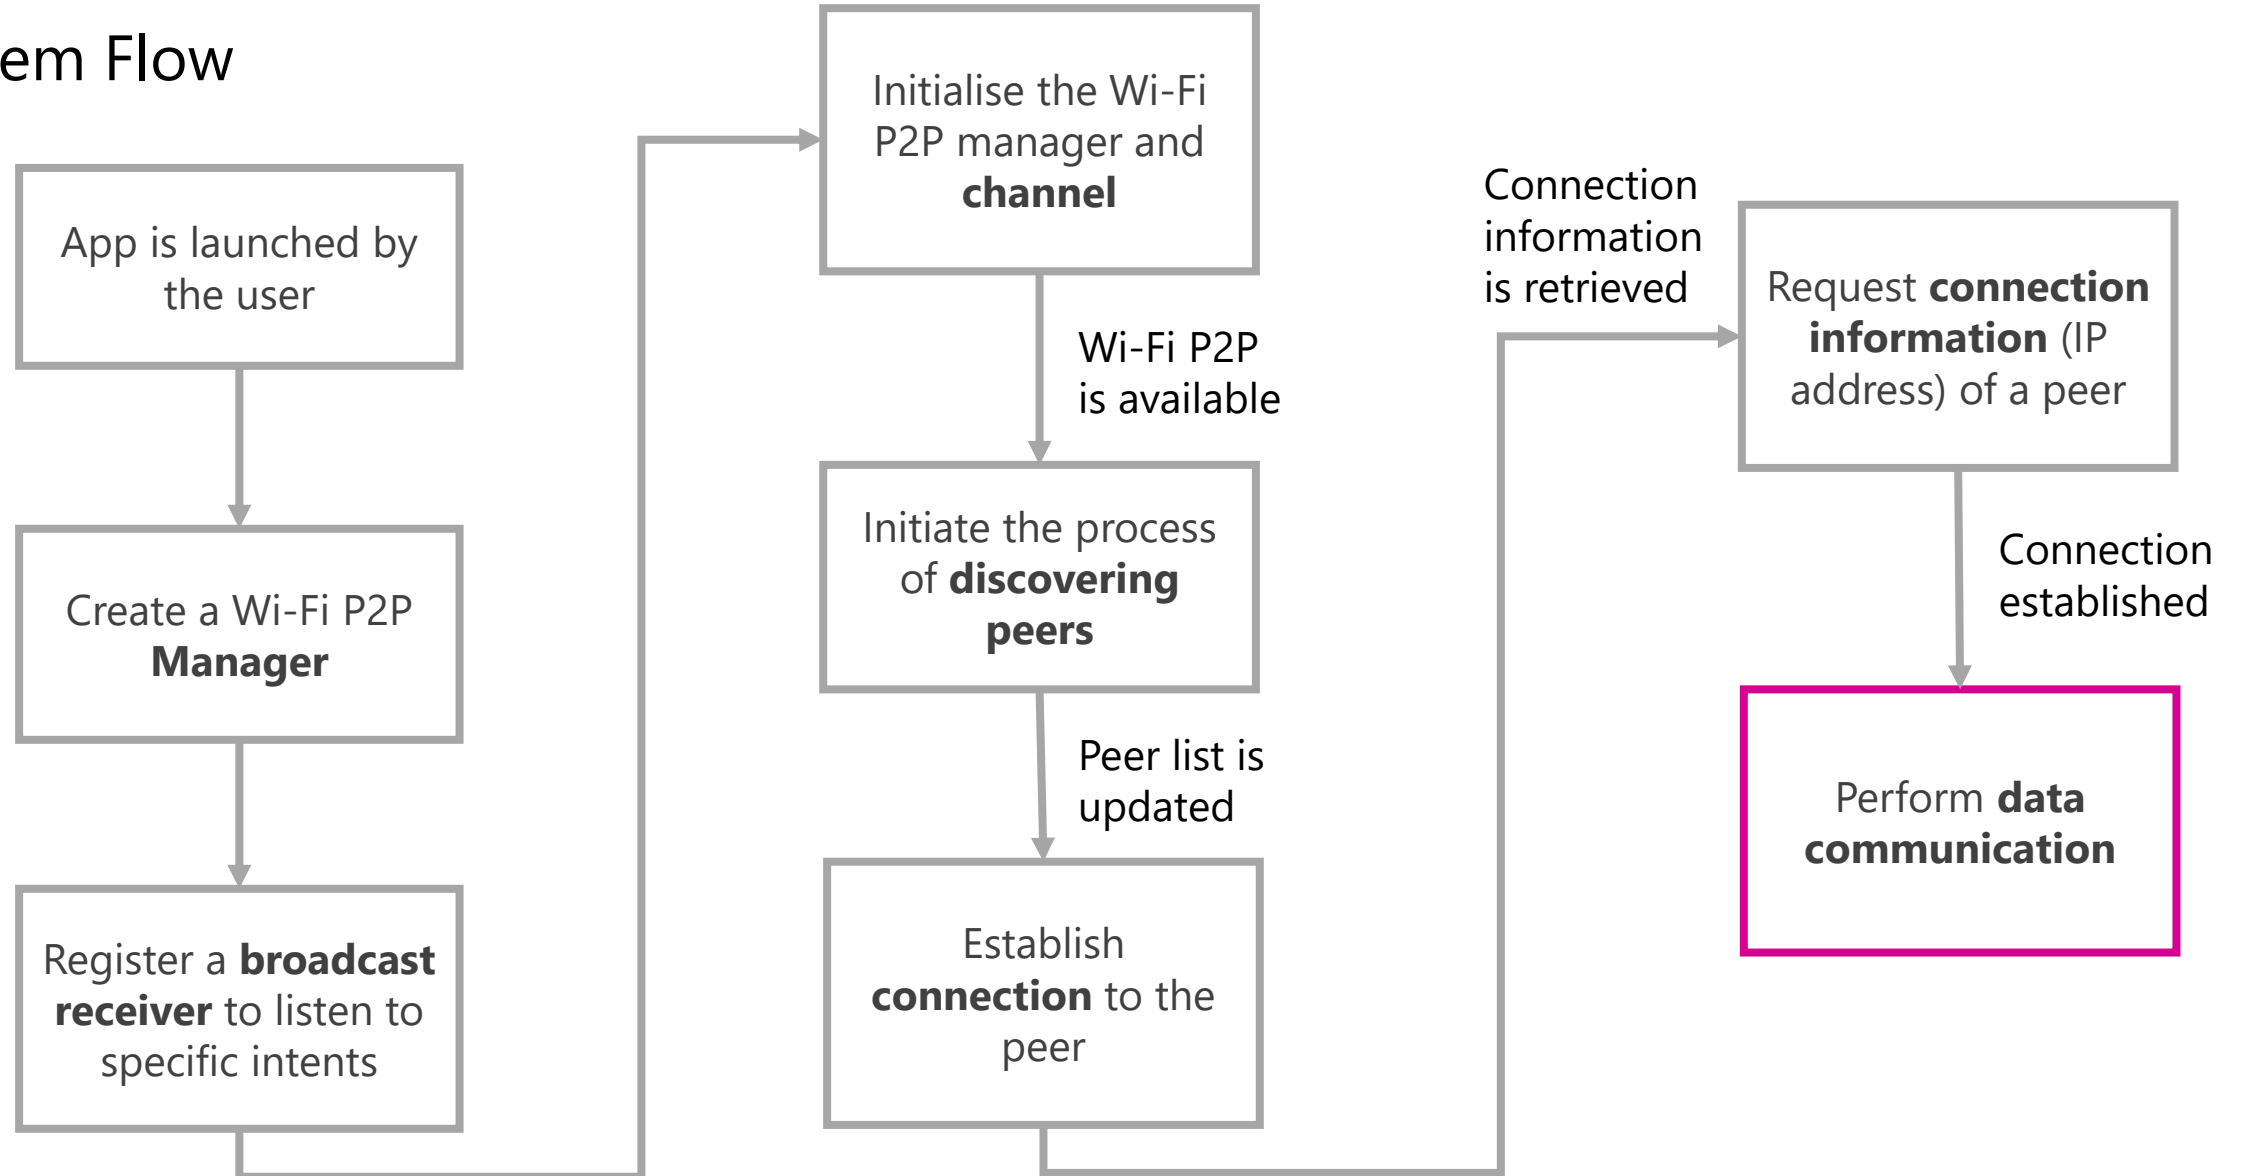 em Flow
App is launched by
the user
Create a Wi-Fi P2P
Manager
Register a broadcast
receiver to listen to
specific intents
Initialise the Wi-Fi
P2P manager and
channel
Wi-Fi P2P
is available
Initiate the process
of discovering
peers
Peer list is
updated
Establish
connection to the
peer
Connection
information
is retrieved
Request connection
information (IP
address) of a peer
Connection
established
Perform data
communication